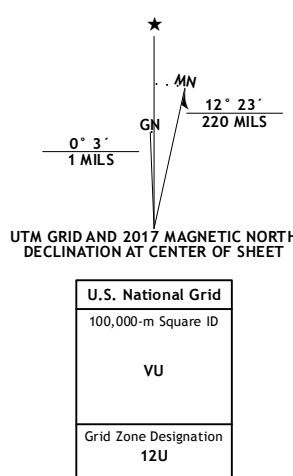 ★
MN
GN
12° 23´
220 MILS
0° 3´
1 MILS
UTM GRID AND 2017 MAGNETIC NORTH
DECLINATION AT CENTER OF SHEET
U.S. National Grid
100,000-m Square ID
VU
Grid Zone Designation
12U